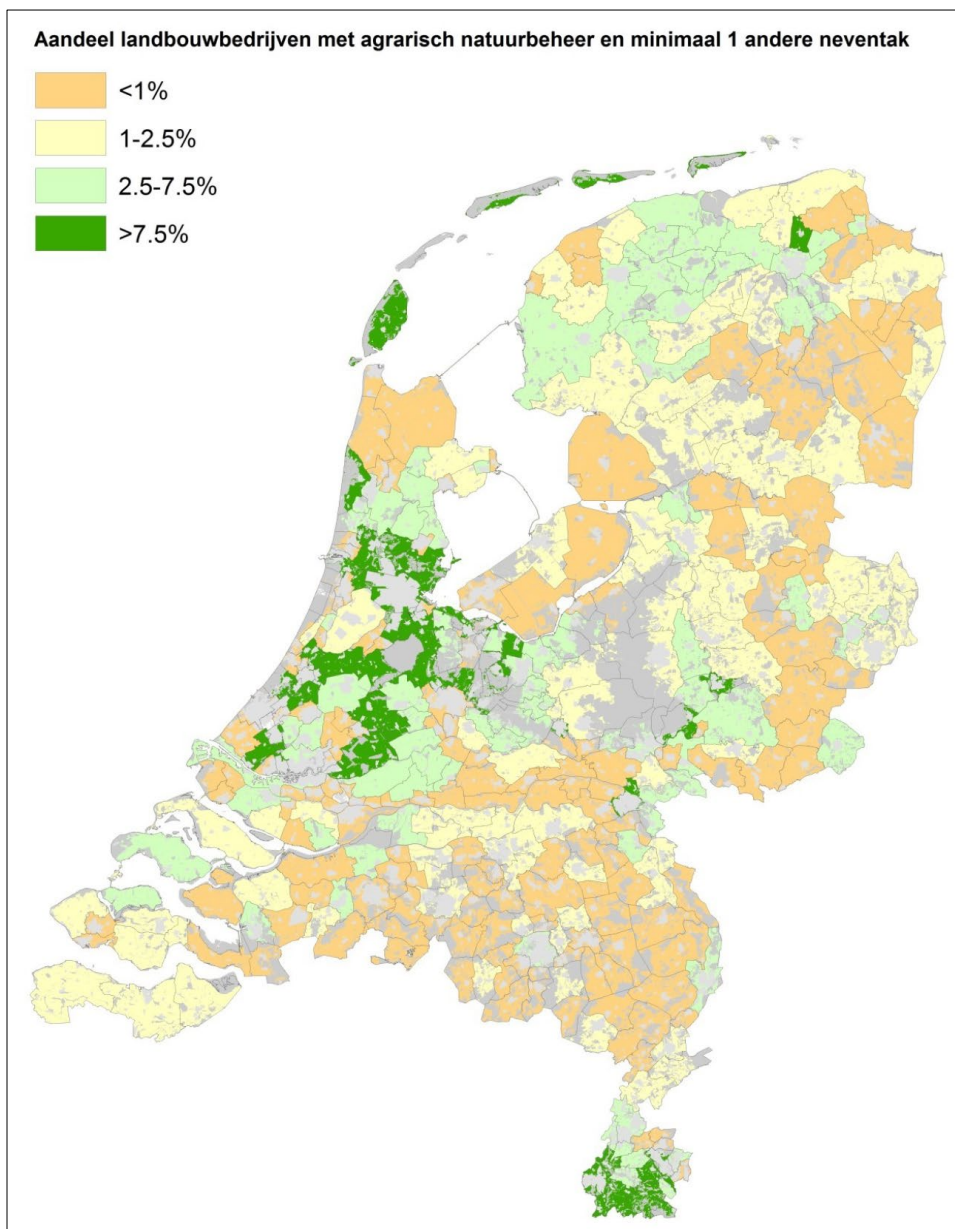 Aandeel landbouwbedrijven met agrarisch natuurbeheer en minimaal 1 andere neventak
<1%
1-2.5%
2.5-7.5%
>7.5%